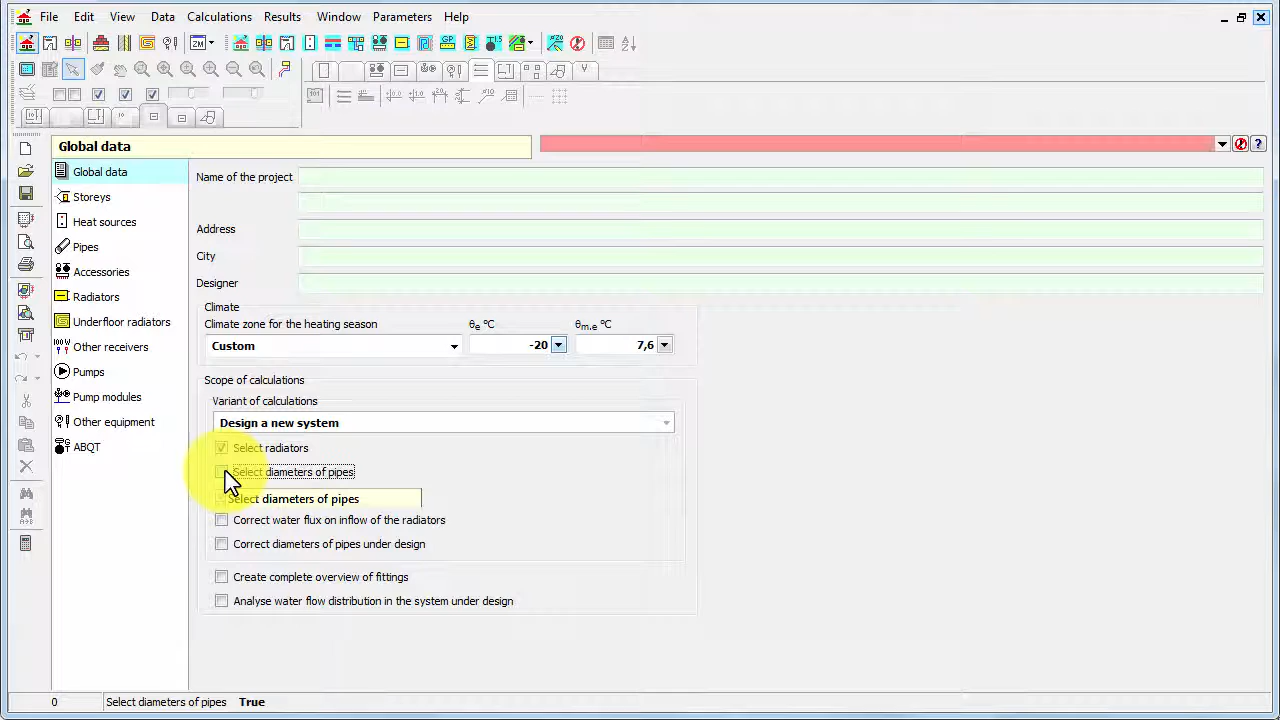 File Edit View Data Calculations Results Window Parameters Help
Global data
Global data
Storeys
Heat sources
Pipes
Accessories
Radiators
Underfloor radiators
Other receivers
Pumps
Pump modules
Other equipment
ABQT
Name of the project
Address
City
Designer
Climate
Climate zone for the heating season θe ºC θm.e ºC
Custom -20 7,6
Scope of calculations
Variant of calculations
Design a new system
Select radiators
Select diameters of pipes
Select diameters of pipes
Correct water flux on inflow of the radiators
Correct diameters of pipes under design
Create complete overview of fittings
Analyse water flow distribution in the system under design
0 Select diameters of pipes True